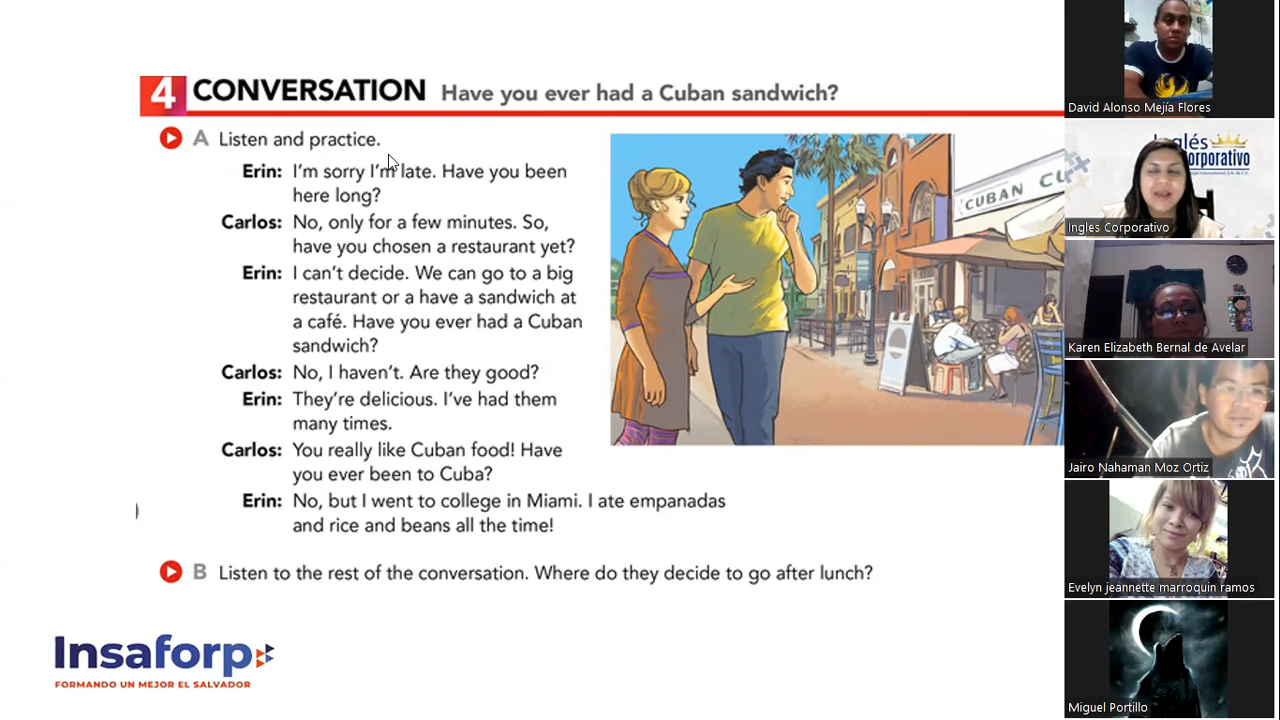 4 CONVERSATION Have you ever had a Cuban sandwich?
A Listen and practice.
Erin: I'm sorry I'm late. Have you been
here long?
Carlos: No, only for a few minutes. So,
have you chosen a restaurant yet?
Erin: I can't decide. We can go to a big
restaurant or a have a sandwich at
a café. Have you ever had a Cuban
sandwich?
Carlos: No, I haven't. Are they good?
Erin: They're delicious. I've had them
many times.
Carlos: You really like Cuban food! Have
you ever been to Cuba?
Erin: No, but I went to college in Miami. I ate empanadas
and rice and beans all the time!
B Listen to the rest of the conversation. Where do they decide to go after lunch?
CUBAN CU
Insaforp
FORMANDO UN MEJOR EL SALVADOR
David Alonso Mejía Flores
Inglés
Corporativo
Ingles Corporativo
Karen Elizabeth Bernal de Avelar
Jairo Nahaman Moz Ortiz
Evelyn jeannette marroquin ramos
Miguel Portillo